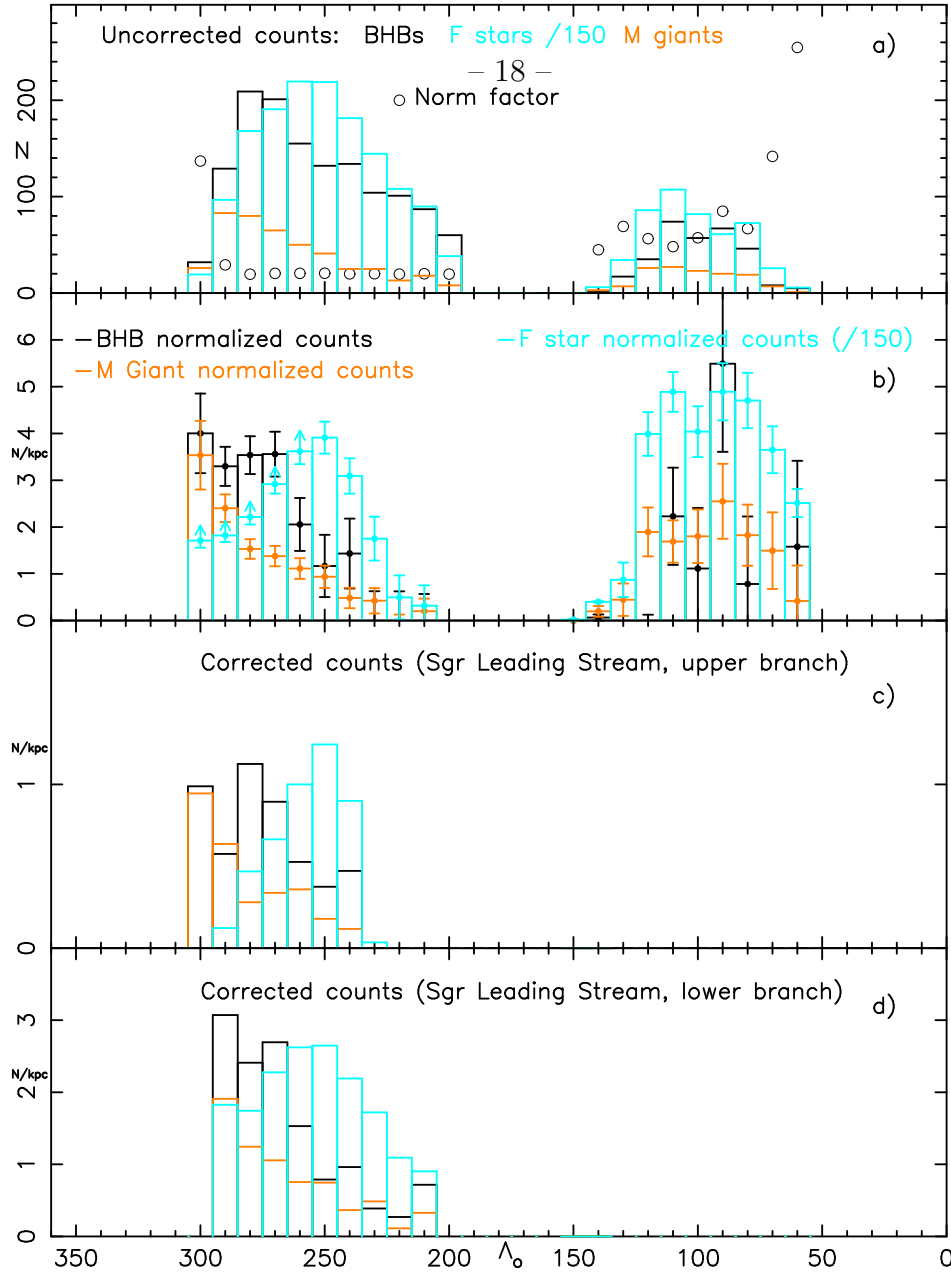 Uncorrected counts: BHBs F stars /150 M giants
a)
– 18 –
Norm factor
200
100
0
N
BHB normalized counts
F star normalized counts (/150)
M Giant normalized counts
b)
6
5
4
N/kpc
3
2
1
0
Corrected counts (Sgr Leading Stream, upper branch)
c)
N/kpc
1
0
Corrected counts (Sgr Leading Stream, lower branch)
d)
3
N/kpc
2
1
0
350 300 250 200 Λo 150 100 50 0